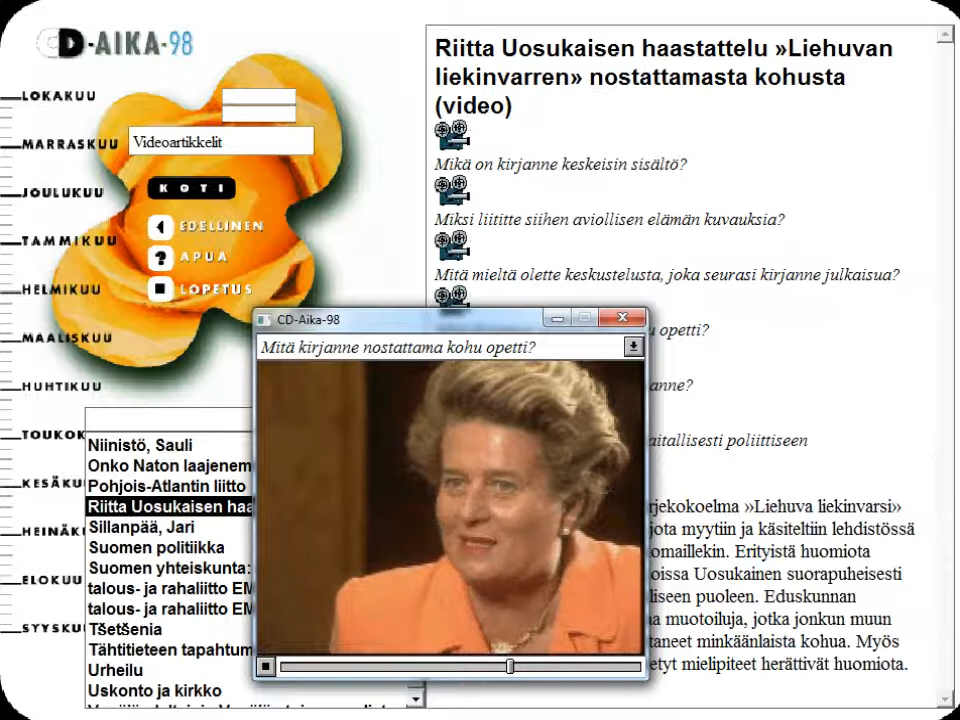 CD-AIKA-98
LOKAKUU
MARRASKUU
JOULUKUU
TAMMIKUU
HELMIKUU
MAALISKUU
HUHTIKUU
TOUKOK
KESÄKU
HEINÄK
ELOKUU
SYYSKU
Videoartikkelit
KOTI
EDELLINEN
? APUA
LOPETUS
Niinistö, Sauli
Onko Naton laajenem
Pohjois-Atlantin liitto
Riitta Uosukaisen haa
Sillanpää, Jari
Suomen politiikka
Suomen yhteiskunta:
talous- ja rahaliitto EM
talous- ja rahaliitto EM
Tšetšenia
Tähtitieteen tapahtum
Urheilu
Uskonto ja kirkko
Riitta Uosukaisen haastattelu »Liehuvan
liekinvarren» nostattamasta kohusta
(video)
Mikä on kirjanne keskeisin sisältö?
Miksi liititte siihen aviollisen elämän kuvauksia?
Mitä mieltä olette keskustelusta, joka seurasi kirjanne julkaisua?
u opetti?
anne?
aitallisesti poliittiseen
rjekokoelma »Liehuva liekinvarsi»
jota myytiin ja käsiteltiin lehdistössä
omaillekin. Erityistä huomiota
oissa Uosukainen suorapuheisesti
liseen puoleen. Eduskunnan
a muotoiluja, jotka jonkun muun
taneet minkäänlaista kohua. Myös
etyt mielipiteet herättivät huomiota.
CD-Aika-98
Mitä kirjanne nostattama kohu opetti?